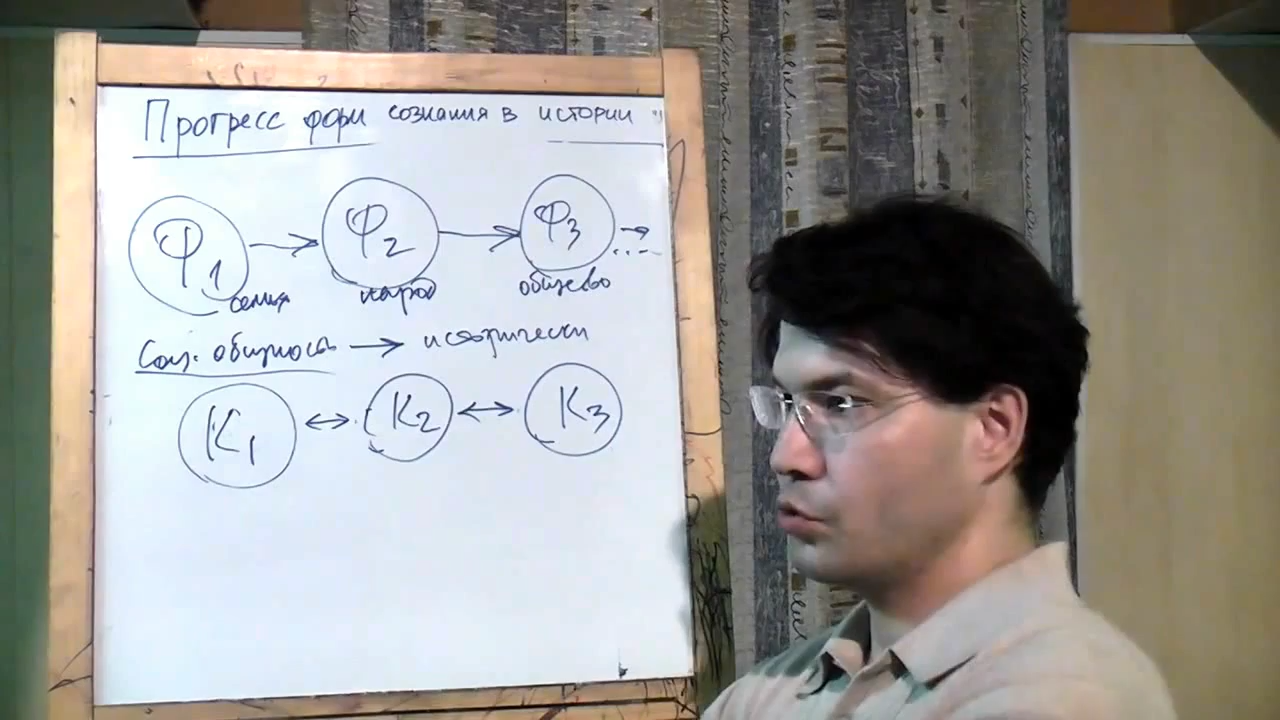 Прогресс форм сознания в истории
Ф1 → Ф2 → Ф3 → ...
семья народ общество
Соц. общность → исторически
К1 ↔ К2 ↔ К3